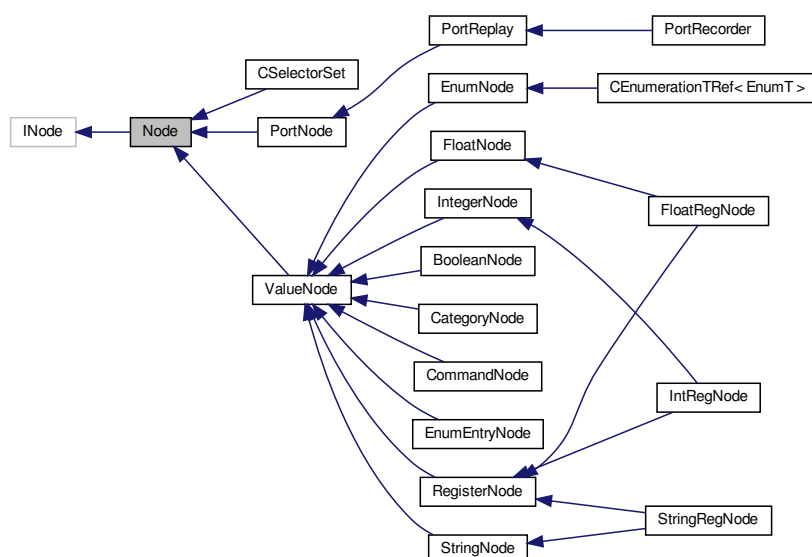 PortReplay
PortRecorder
CSelectorSet
EnumNode
CEnumerationTRef< EnumT >
INode
Node
PortNode
FloatNode
IntegerNode
FloatRegNode
BooleanNode
ValueNode
CategoryNode
CommandNode
IntRegNode
EnumEntryNode
RegisterNode
StringRegNode
StringNode